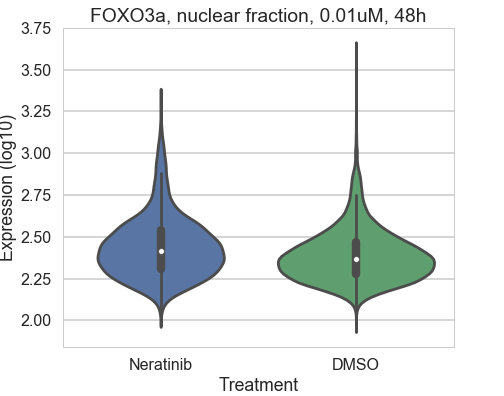 FOXO3a, nuclear fraction, 0.01uM, 48h
3.75
3.50
3.25
3.00
2.75
2.50
2.25
2.00
Expression (log10)
Neratinib DMSO
Treatment